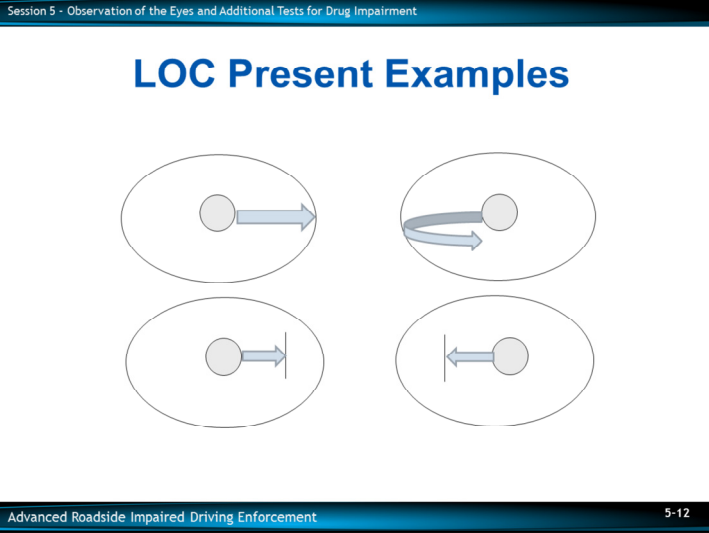 Session 5 - Observation of the Eyes and Additional Tests for Drug Impairment
LOC Present Examples
Advanced Roadside Impaired Driving Enforcement
5-12